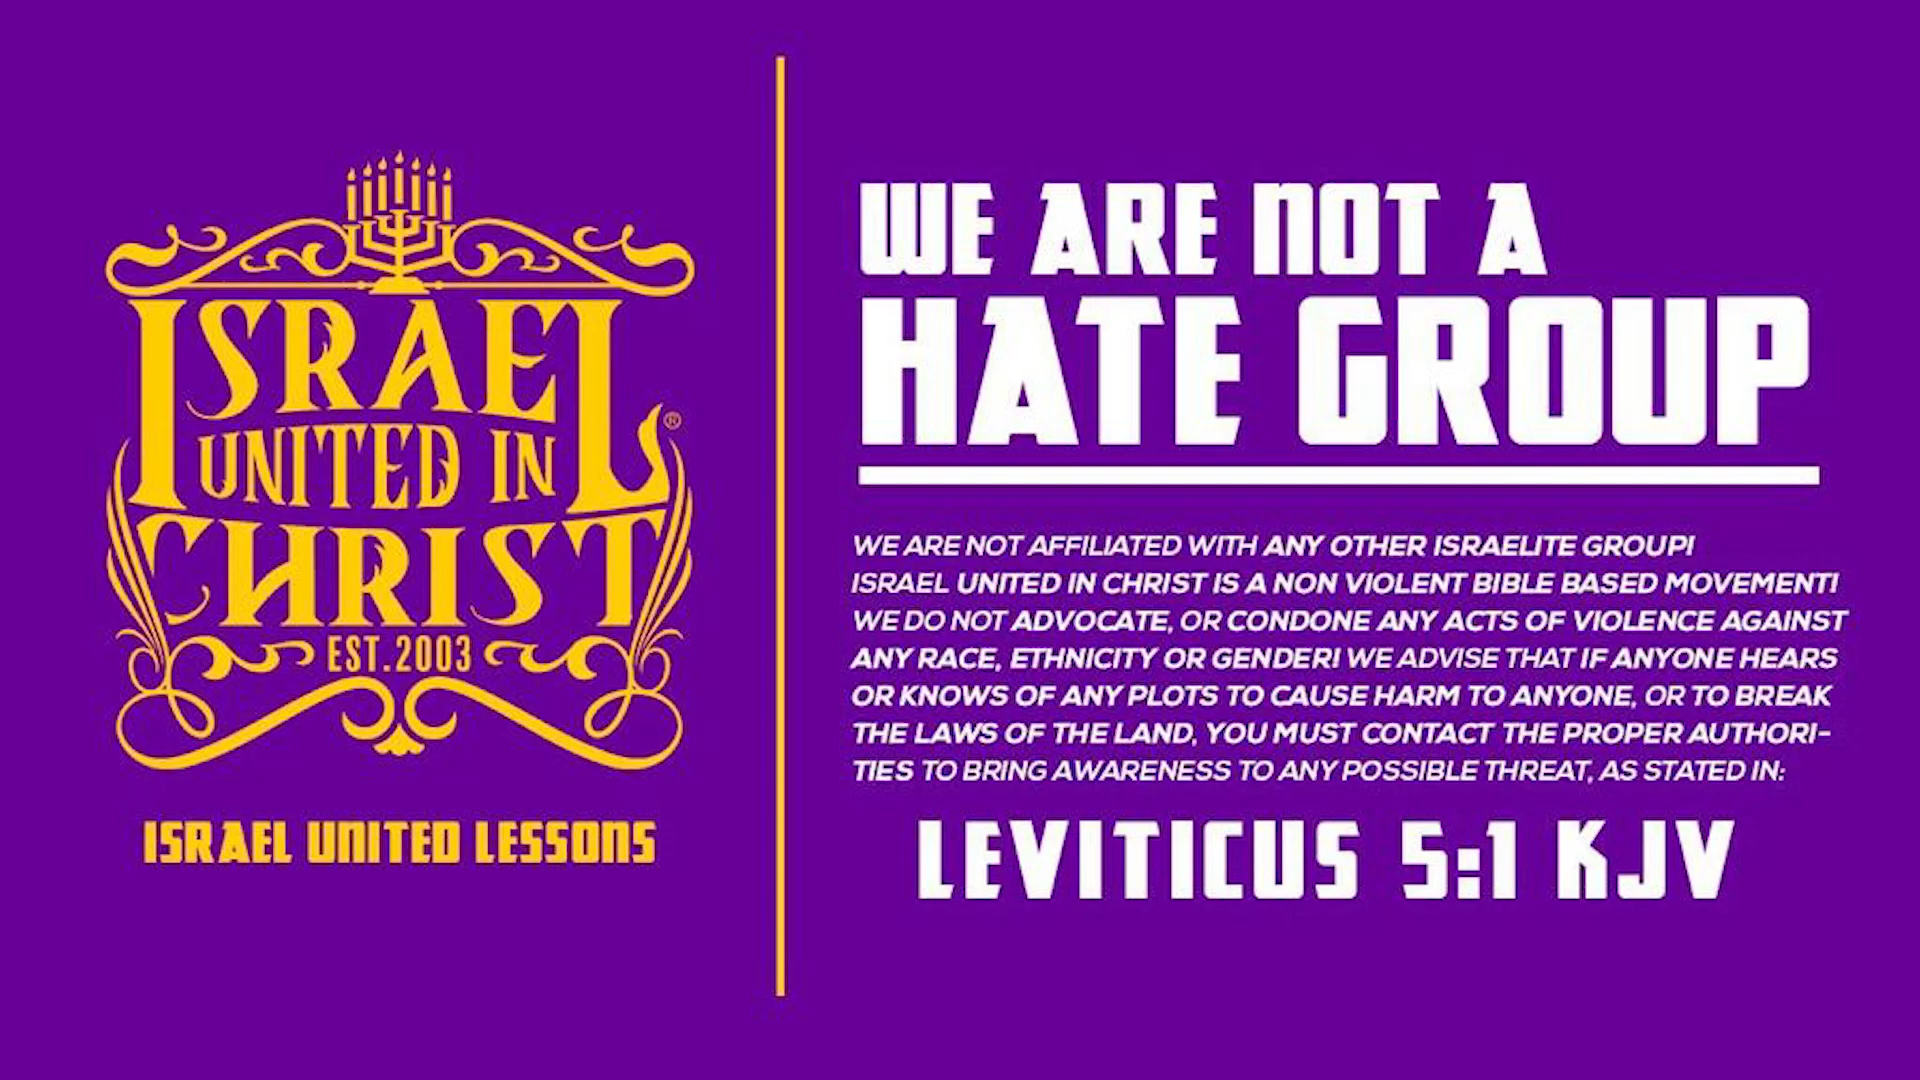 ISRAEL
UNITED IN
CHRIST
®
EST.2003
ISRAEL UNITED LESSONS
WE ARE NOT A
HATE GROUP
WE ARE NOT AFFILIATED WITH ANY OTHER ISRAELITE GROUP!
ISRAEL UNITED IN CHRIST IS A NON VIOLENT BIBLE BASED MOVEMENT!
WE DO NOT ADVOCATE, OR CONDONE ANY ACTS OF VIOLENCE AGAINST
ANY RACE, ETHNICITY OR GENDER! WE ADVISE THAT IF ANYONE HEARS
OR KNOWS OF ANY PLOTS TO CAUSE HARM TO ANYONE, OR TO BREAK
THE LAWS OF THE LAND, YOU MUST CONTACT THE PROPER AUTHORI-
TIES TO BRING AWARENESS TO ANY POSSIBLE THREAT, AS STATED IN:
LEVITICUS 5:1 KJV